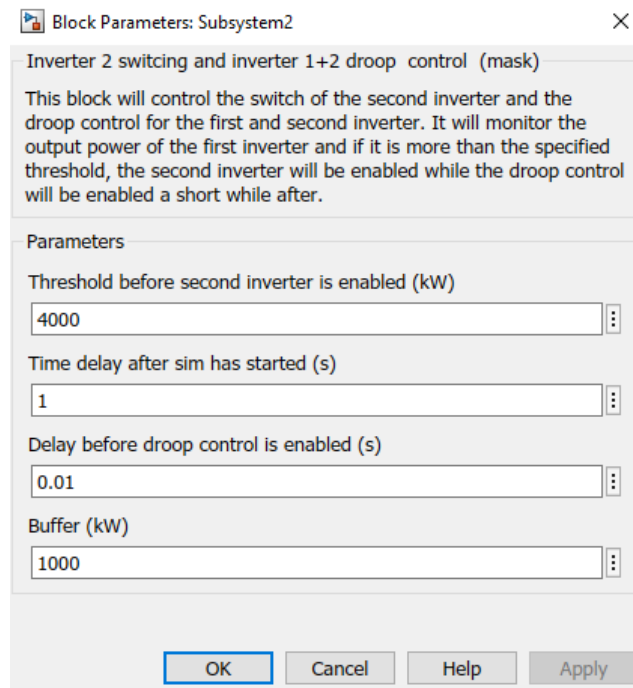 Block Parameters: Subsystem2
Inverter 2 switcing and inverter 1+2 droop control (mask)
This block will control the switch of the second inverter and the
droop control for the first and second inverter. It will monitor the
output power of the first inverter and if it is more than the specified
threshold, the second inverter will be enabled while the droop control
will be enabled a short while after.
Parameters
Threshold before second inverter is enabled (kW)
4000
Time delay after sim has started (s)
1
Delay before droop control is enabled (s)
0.01
Buffer (kW)
1000
OK Cancel Help Apply